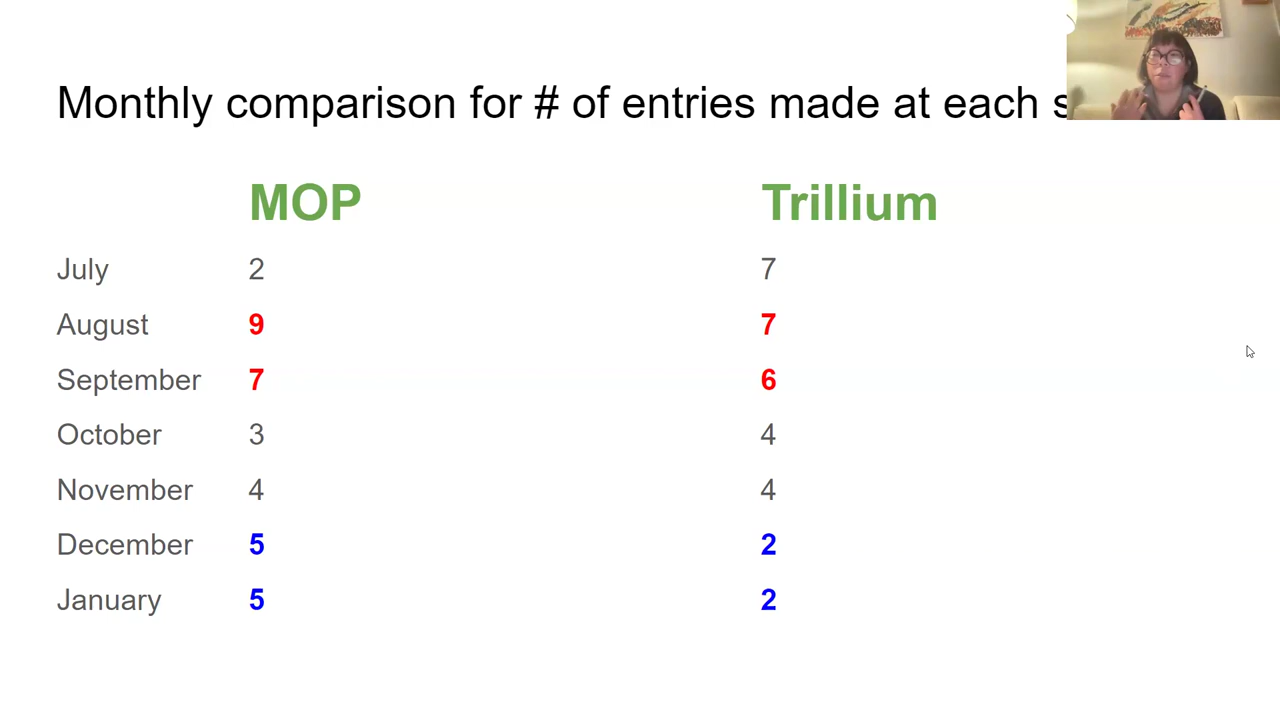 Monthly comparison for # of entries made at each
MOP Trillium
July 2 7
August 9 7
September 7 6
October 3 4
November 4 4
December 5 2
January 5 2